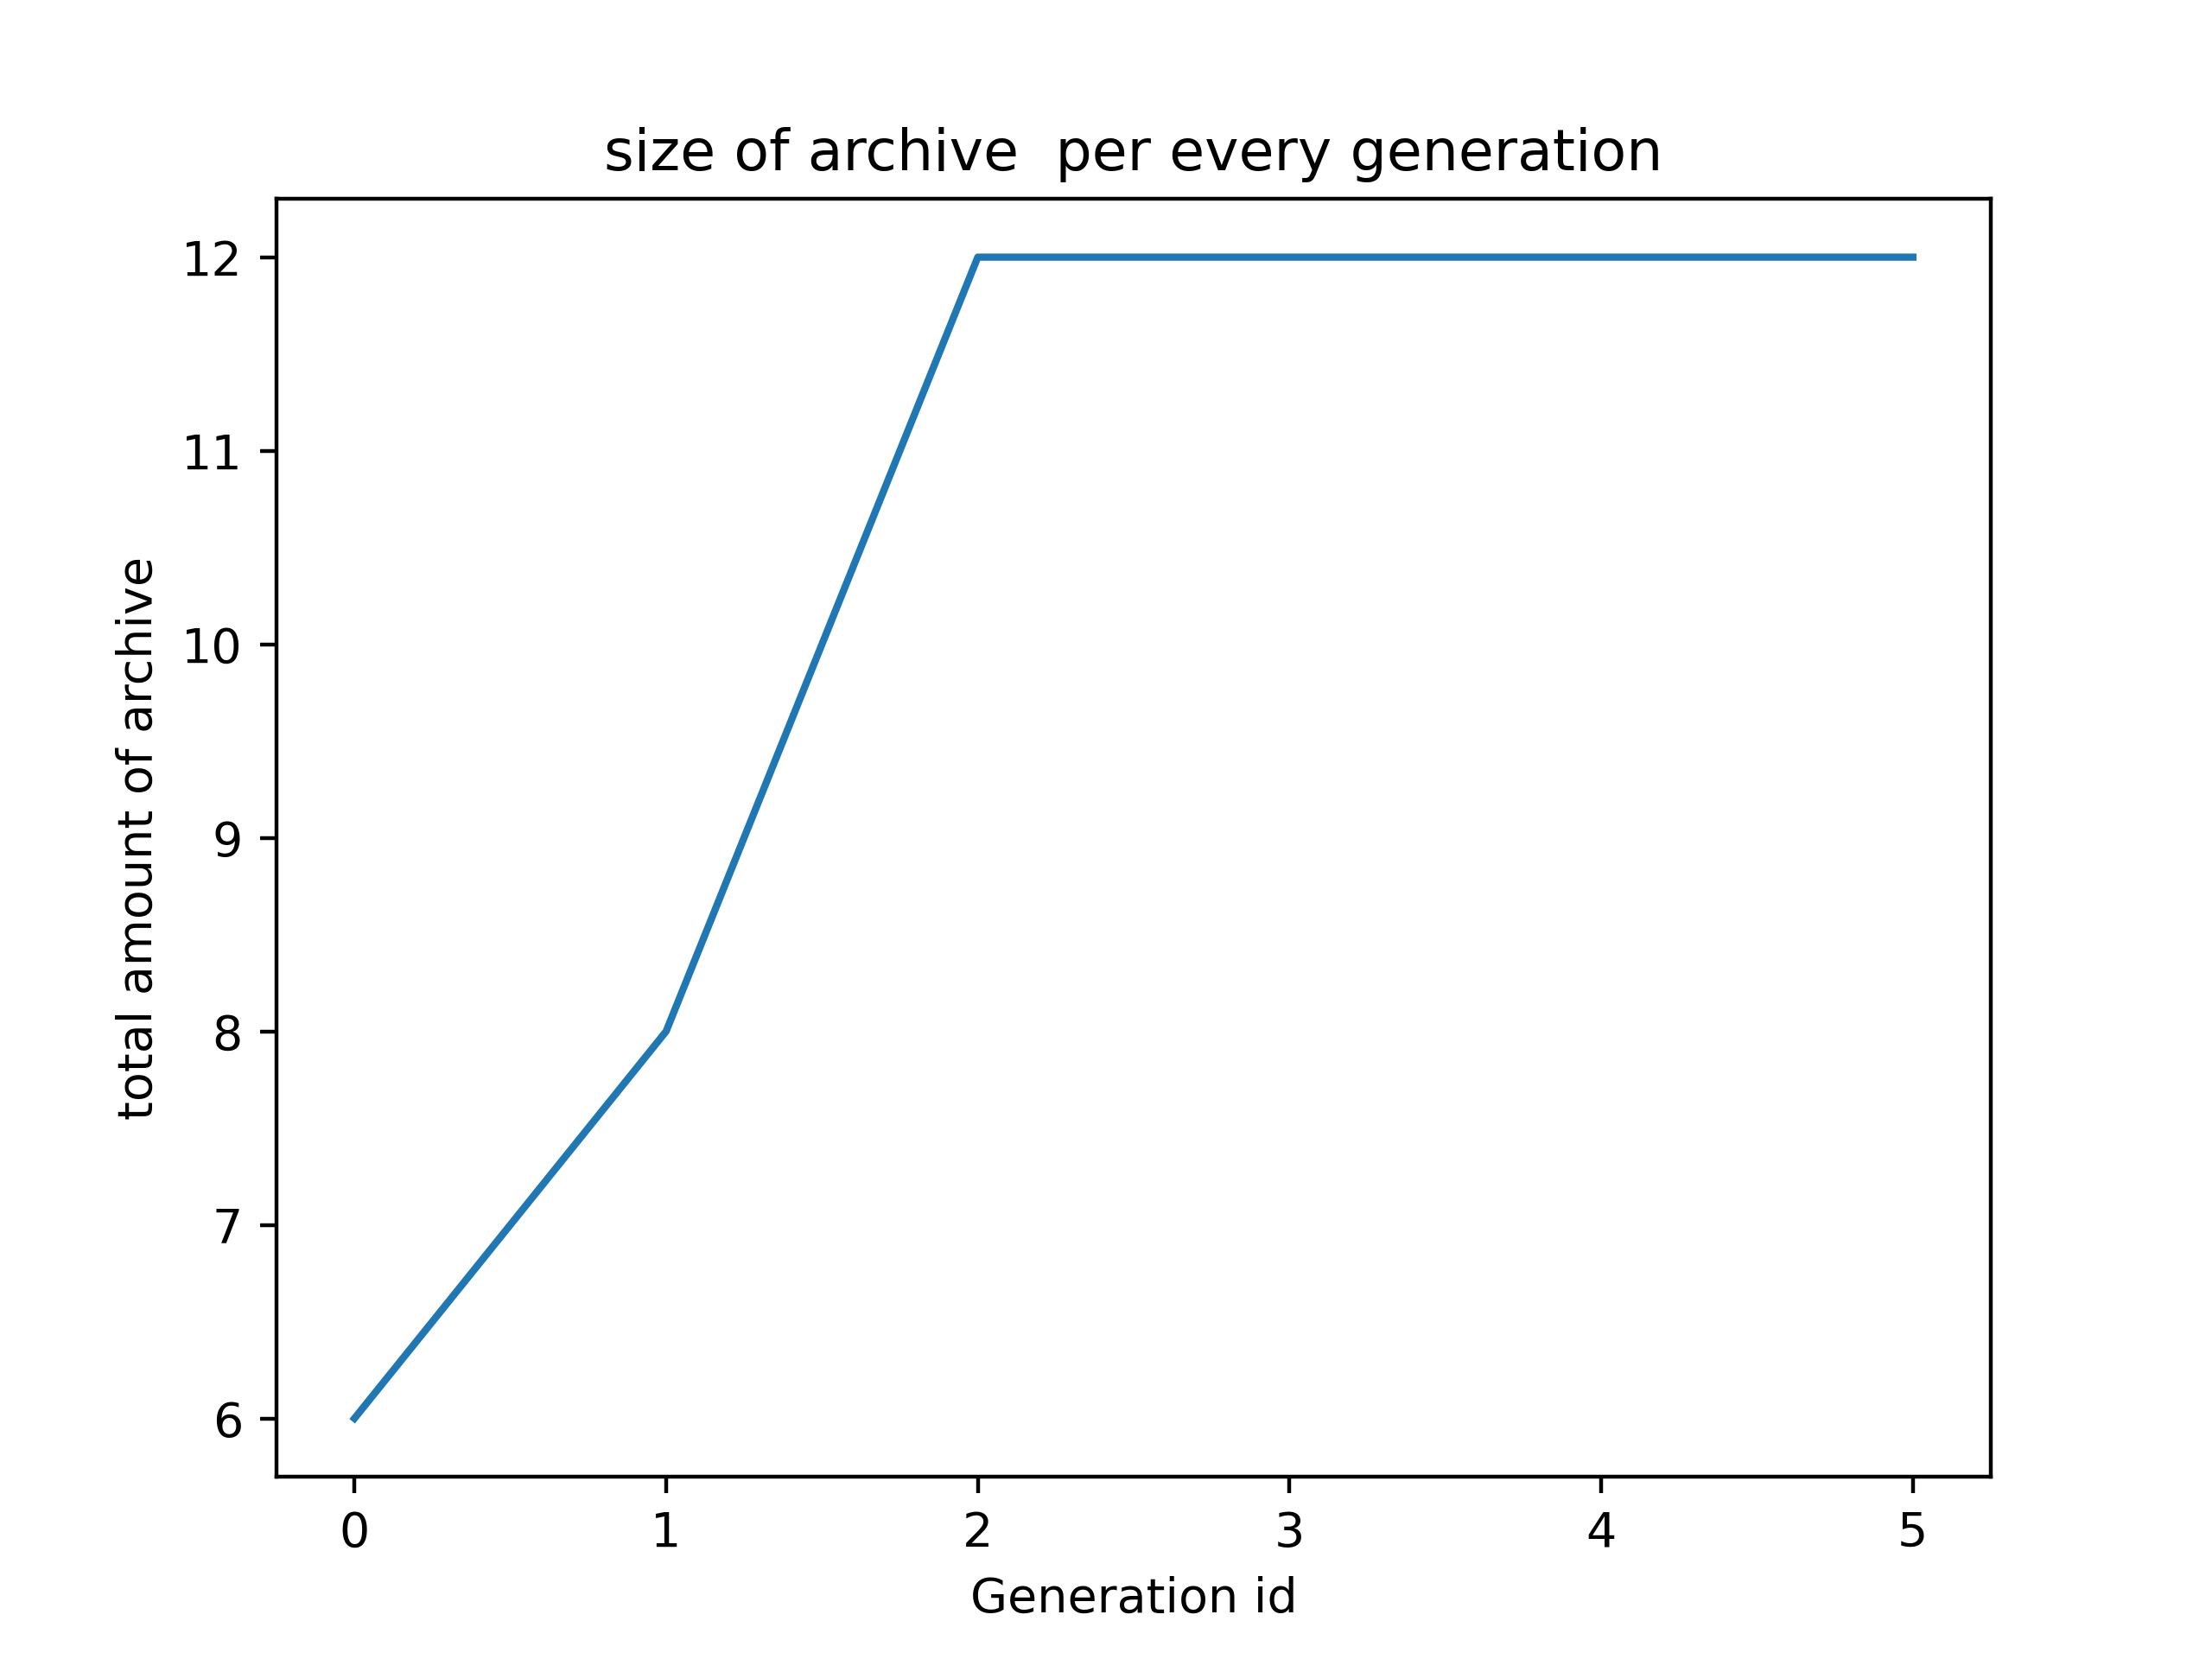 size of archive  per every generation
total amount of archive
12
11
10
9
8
7
6
0 1 2 3 4 5
Generation id